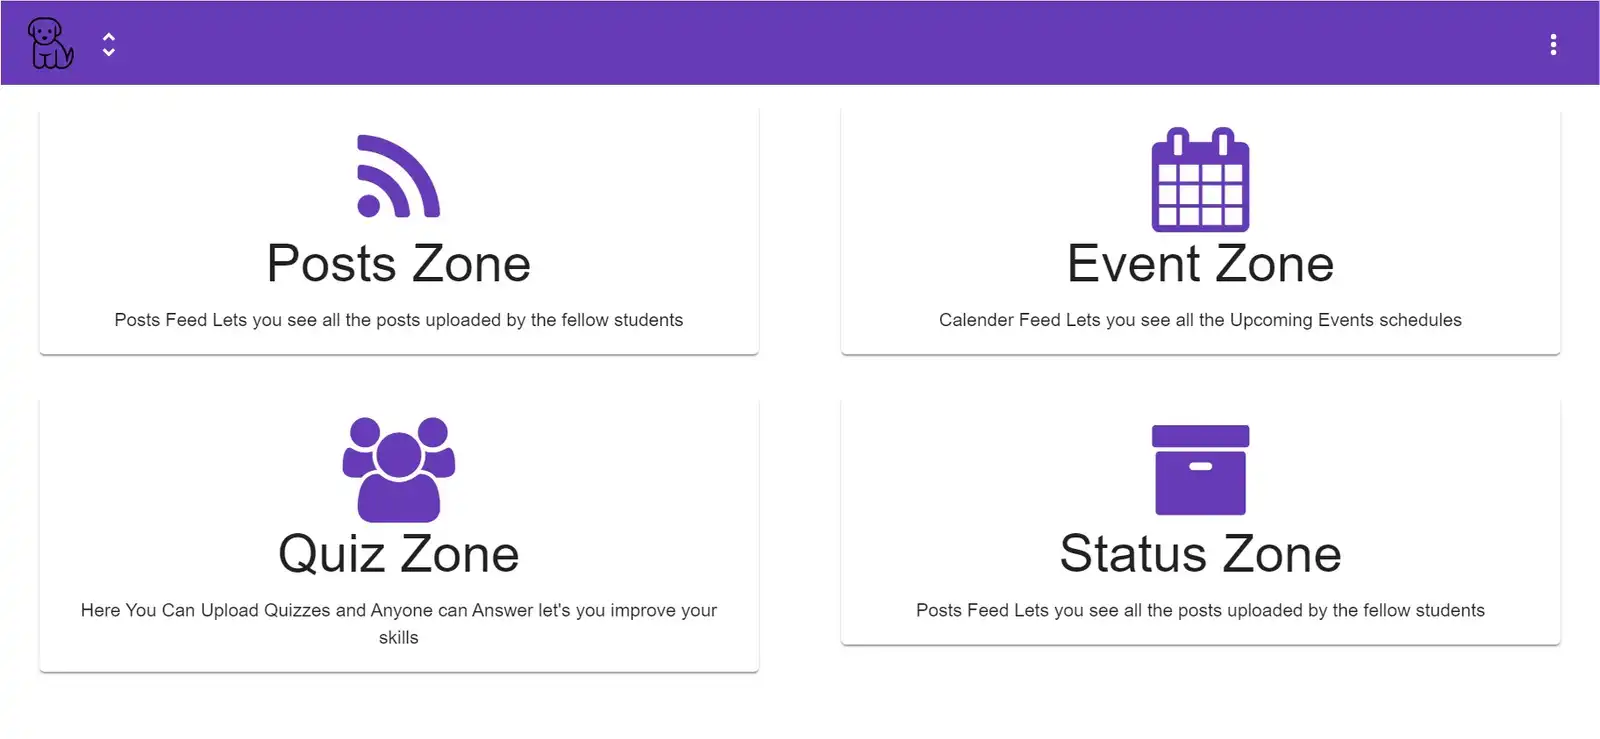 Posts Zone
Posts Feed Lets you see all the posts uploaded by the fellow students
Event Zone
Calender Feed Lets you see all the Upcoming Events schedules
Quiz Zone
Here You Can Upload Quizzes and Anyone can Answer let's you improve your
skills
Status Zone
Posts Feed Lets you see all the posts uploaded by the fellow students